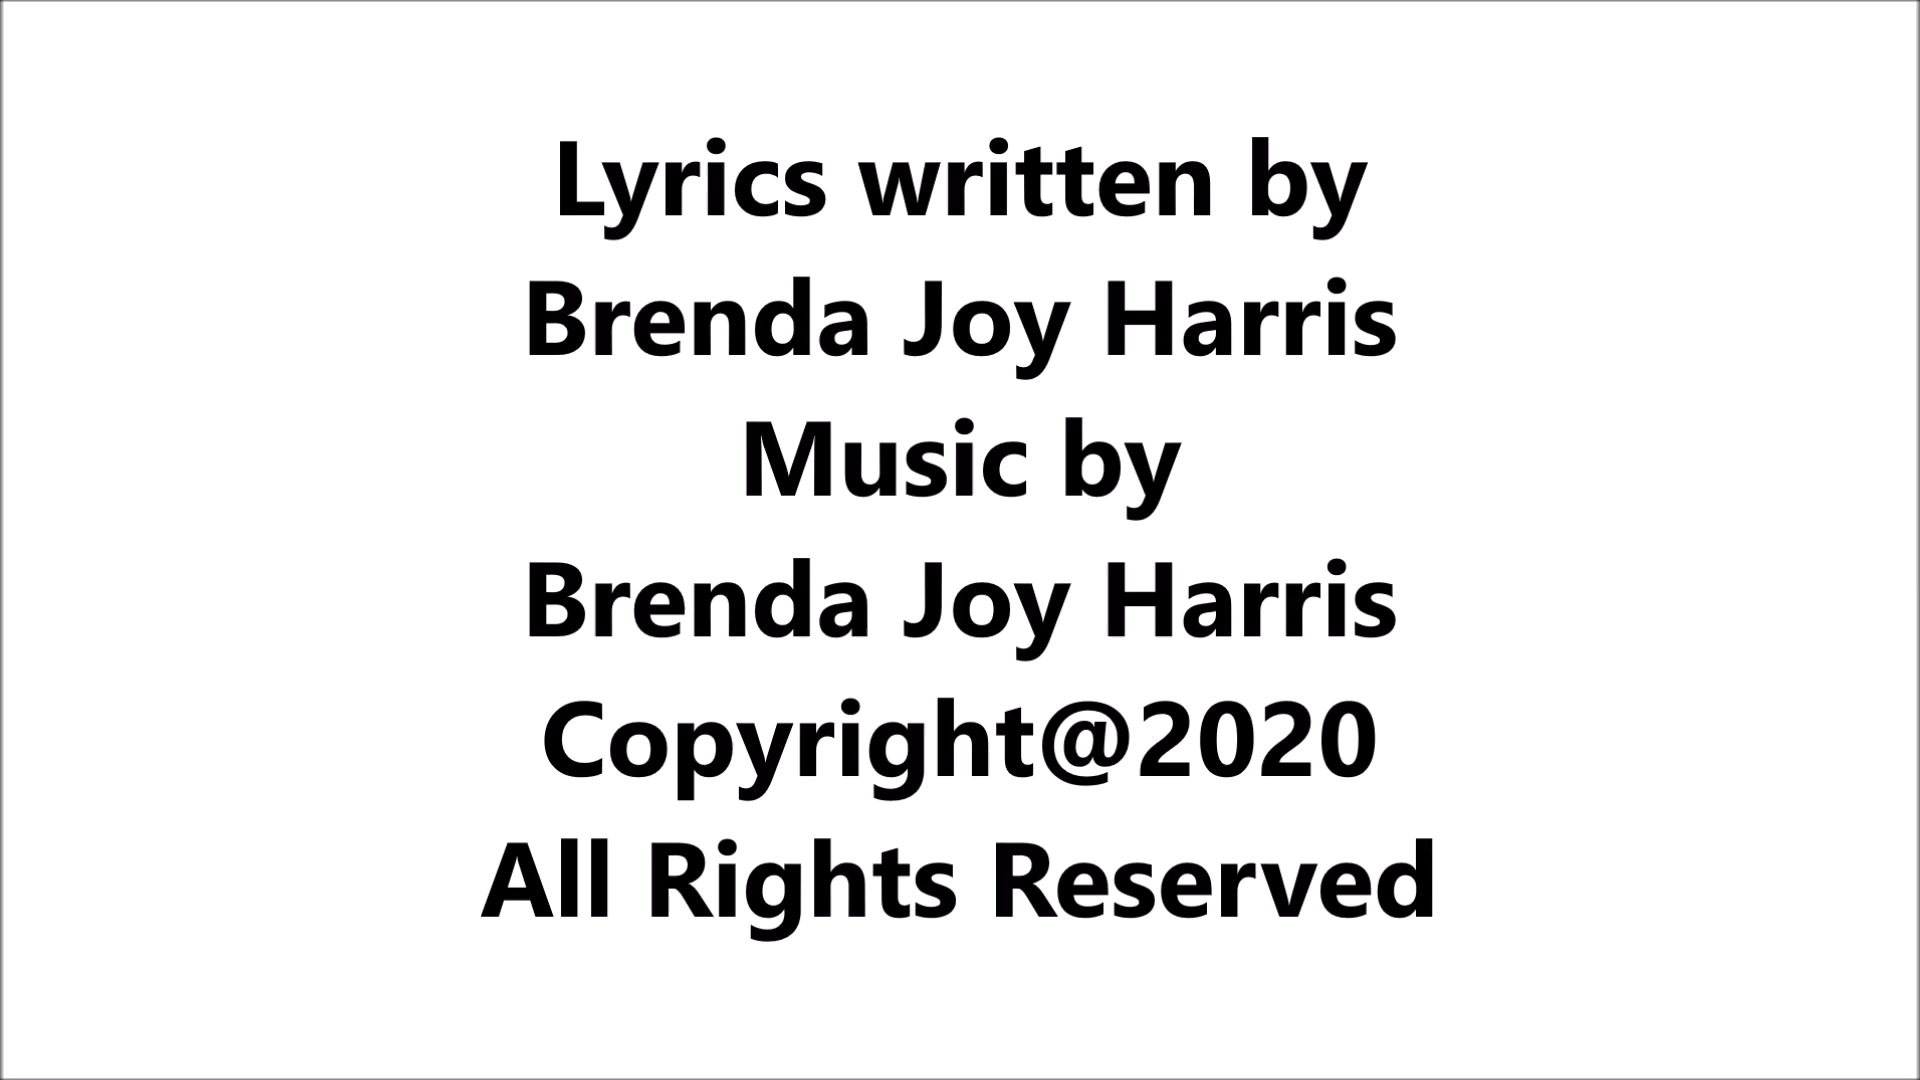 Lyrics written by
Brenda Joy Harris
Music by
Brenda Joy Harris
Copyright@2020
All Rights Reserved